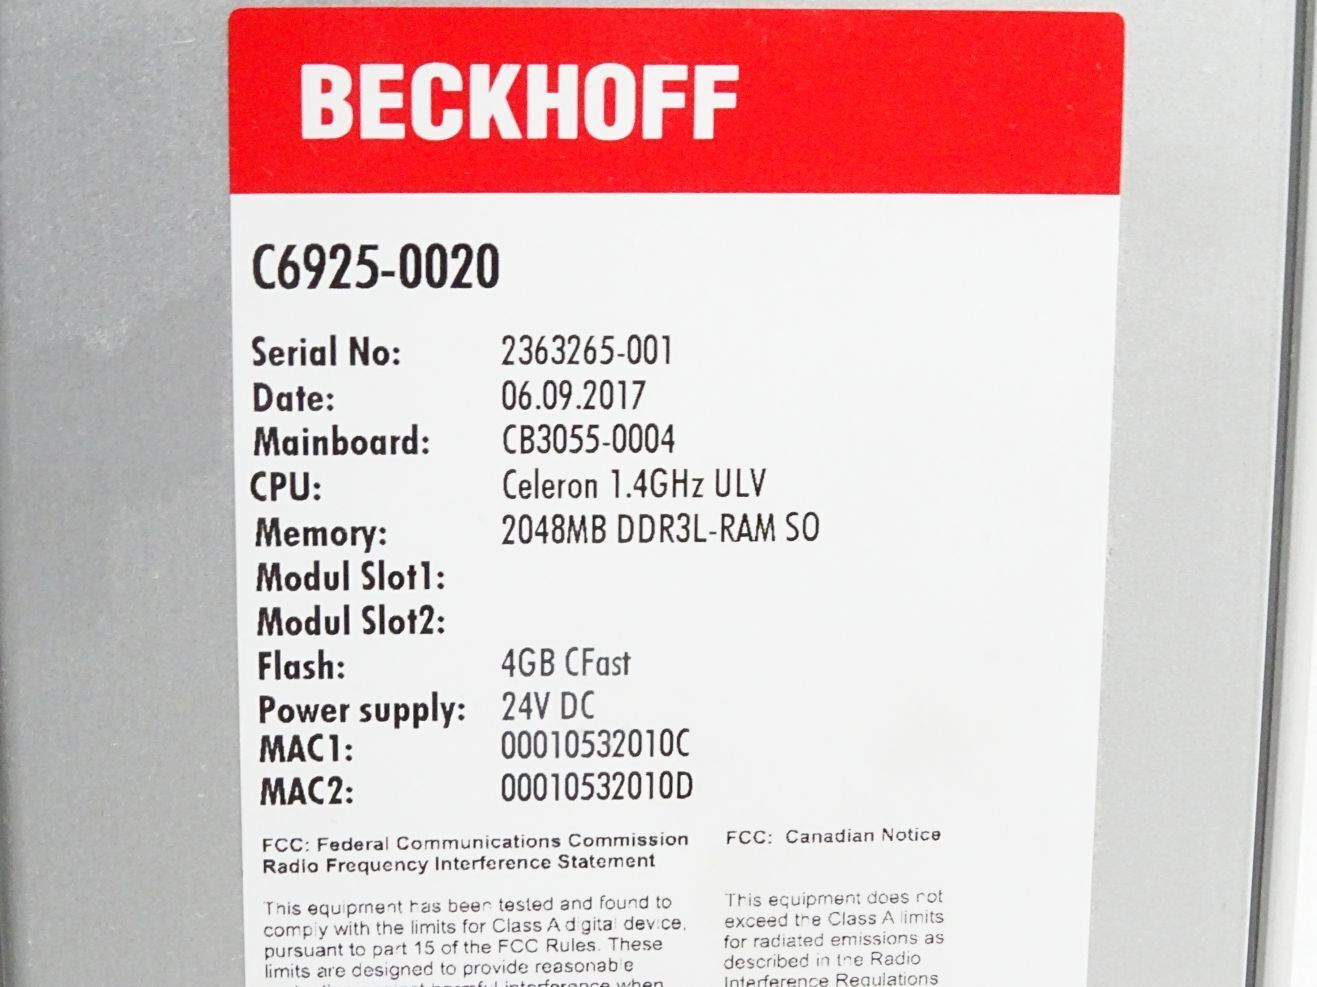 BECKHOFF
C6925-0020
Serial No: 2363265-001
Date: 06.09.2017
Mainboard: CB3055-0004
CPU: Celeron 1.4GHz ULV
Memory: 2048MB DDR3L-RAM SO
Modul Slot1:
Modul Slot2:
Flash: 4GB CFast
Power supply: 24V DC
MAC1: 00010532010C
MAC2: 00010532010D
FCC: Federal Communications Commission
Radio Frequency Interference Statement
This equipment has been tested and found to
comply with the limits for Class A digital device,
pursuant to part 15 of the FCC Rules. These
limits are designed to provide reasonable
harmful interference when
FCC: Canadian Notice
This equipment does not
exceed the Class A limits
for radiated emissions as
described in the Radio
Interference Regulations